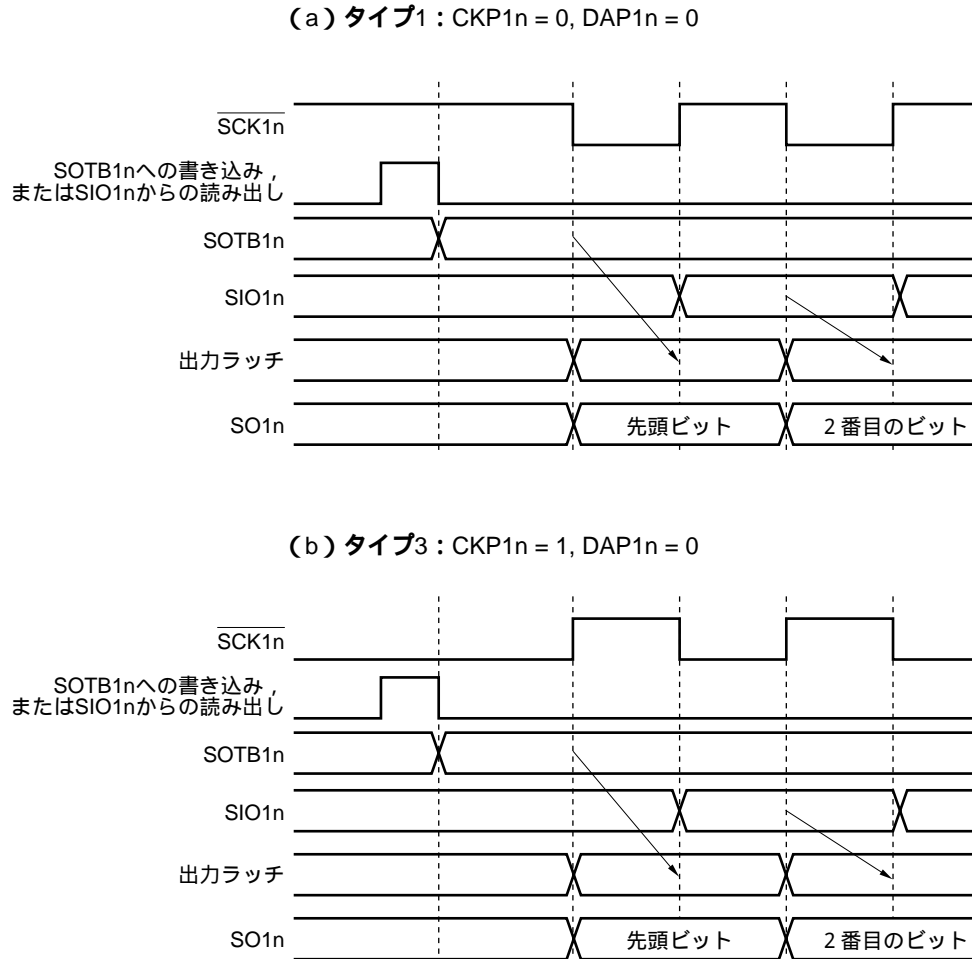 (a)タイプ1:CKP1n = 0, DAP1n = 0
SCK1n
SOTB1nへの書き込み,
またはSIO1nからの読み出し
SOTB1n
SIO1n
出力ラッチ
SO1n
先頭ビット
2番目のビット
(b)タイプ3:CKP1n = 1, DAP1n = 0
SCK1n
SOTB1nへの書き込み,
またはSIO1nからの読み出し
SOTB1n
SIO1n
出力ラッチ
SO1n
先頭ビット
2番目のビット